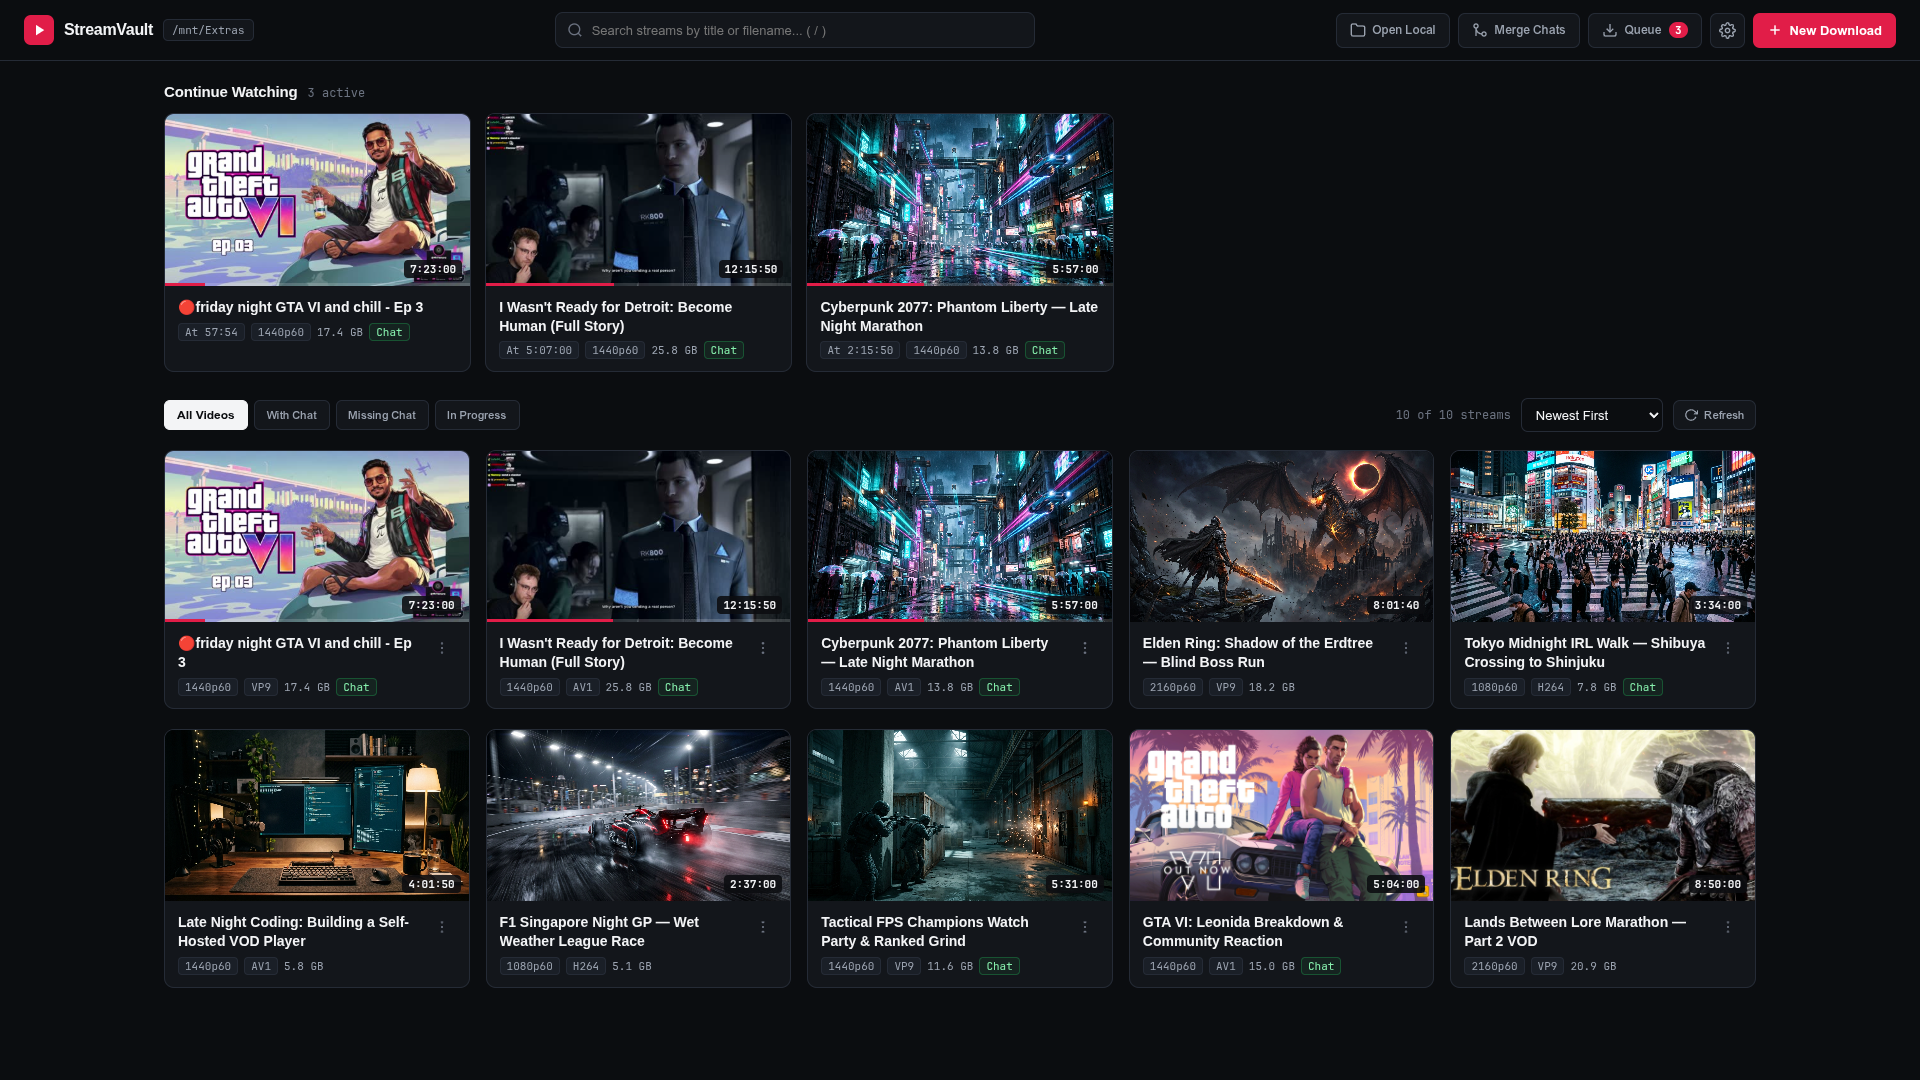 StreamVault
/mnt/Extras
Search streams by title or filename... ( / )
Open Local
Merge Chats
Queue 3
+ New Download
Continue Watching 3 active
grand
theft
auto VI
ep 03
7:23:00
RK800
Why aren't you sending a real person?
12:15:50
5:57:00
🔴friday night GTA VI and chill - Ep 3
At 57:54 1440p60 17.4 GB Chat
I Wasn't Ready for Detroit: Become
Human (Full Story)
At 5:07:00 1440p60 25.8 GB Chat
Cyberpunk 2077: Phantom Liberty — Late
Night Marathon
At 2:15:50 1440p60 13.8 GB Chat
All Videos
With Chat
Missing Chat
In Progress
10 of 10 streams
Newest First
Refresh
grand
theft
auto VI
ep 03
7:23:00
RK800
Why aren't you sending a real person?
12:15:50
5:57:00
8:01:40
3:34:00
🔴friday night GTA VI and chill - Ep
3
1440p60 VP9 17.4 GB Chat
I Wasn't Ready for Detroit: Become
Human (Full Story)
1440p60 AV1 25.8 GB Chat
Cyberpunk 2077: Phantom Liberty
— Late Night Marathon
1440p60 AV1 13.8 GB Chat
Elden Ring: Shadow of the Erdtree
— Blind Boss Run
2160p60 VP9 18.2 GB
Tokyo Midnight IRL Walk — Shibuya
Crossing to Shinjuku
1080p60 H264 7.8 GB Chat
4:01:50
2:37:00
5:31:00
grand
theft
auto
VI
OUT NOW
5:04:00
ELDEN RING
8:50:00
Late Night Coding: Building a Self-
Hosted VOD Player
1440p60 AV1 5.8 GB
F1 Singapore Night GP — Wet
Weather League Race
1080p60 H264 5.1 GB
Tactical FPS Champions Watch
Party & Ranked Grind
1440p60 VP9 11.6 GB Chat
GTA VI: Leonida Breakdown &
Community Reaction
1440p60 AV1 15.0 GB Chat
Lands Between Lore Marathon —
Part 2 VOD
2160p60 VP9 20.9 GB